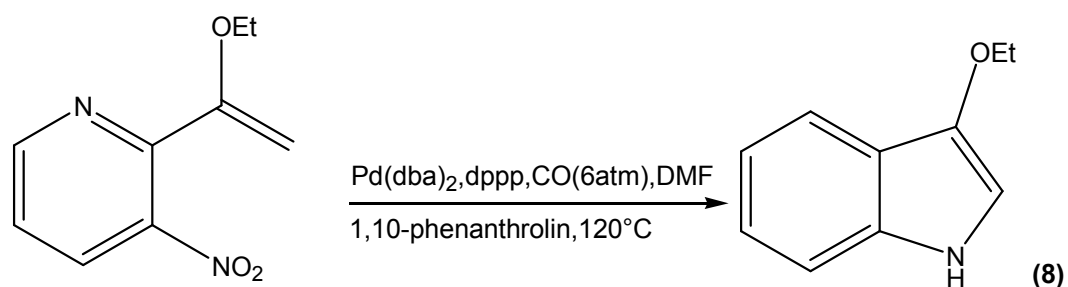 OEt
N
NO2
Pd(dba)2,dppp,CO(6atm),DMF
1,10-phenanthrolin,120°C
OEt
N
H
(8)